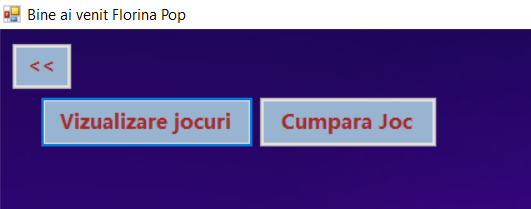 Bine ai venit Florina Pop
<<
Vizualizare jocuri Cumpara Joc